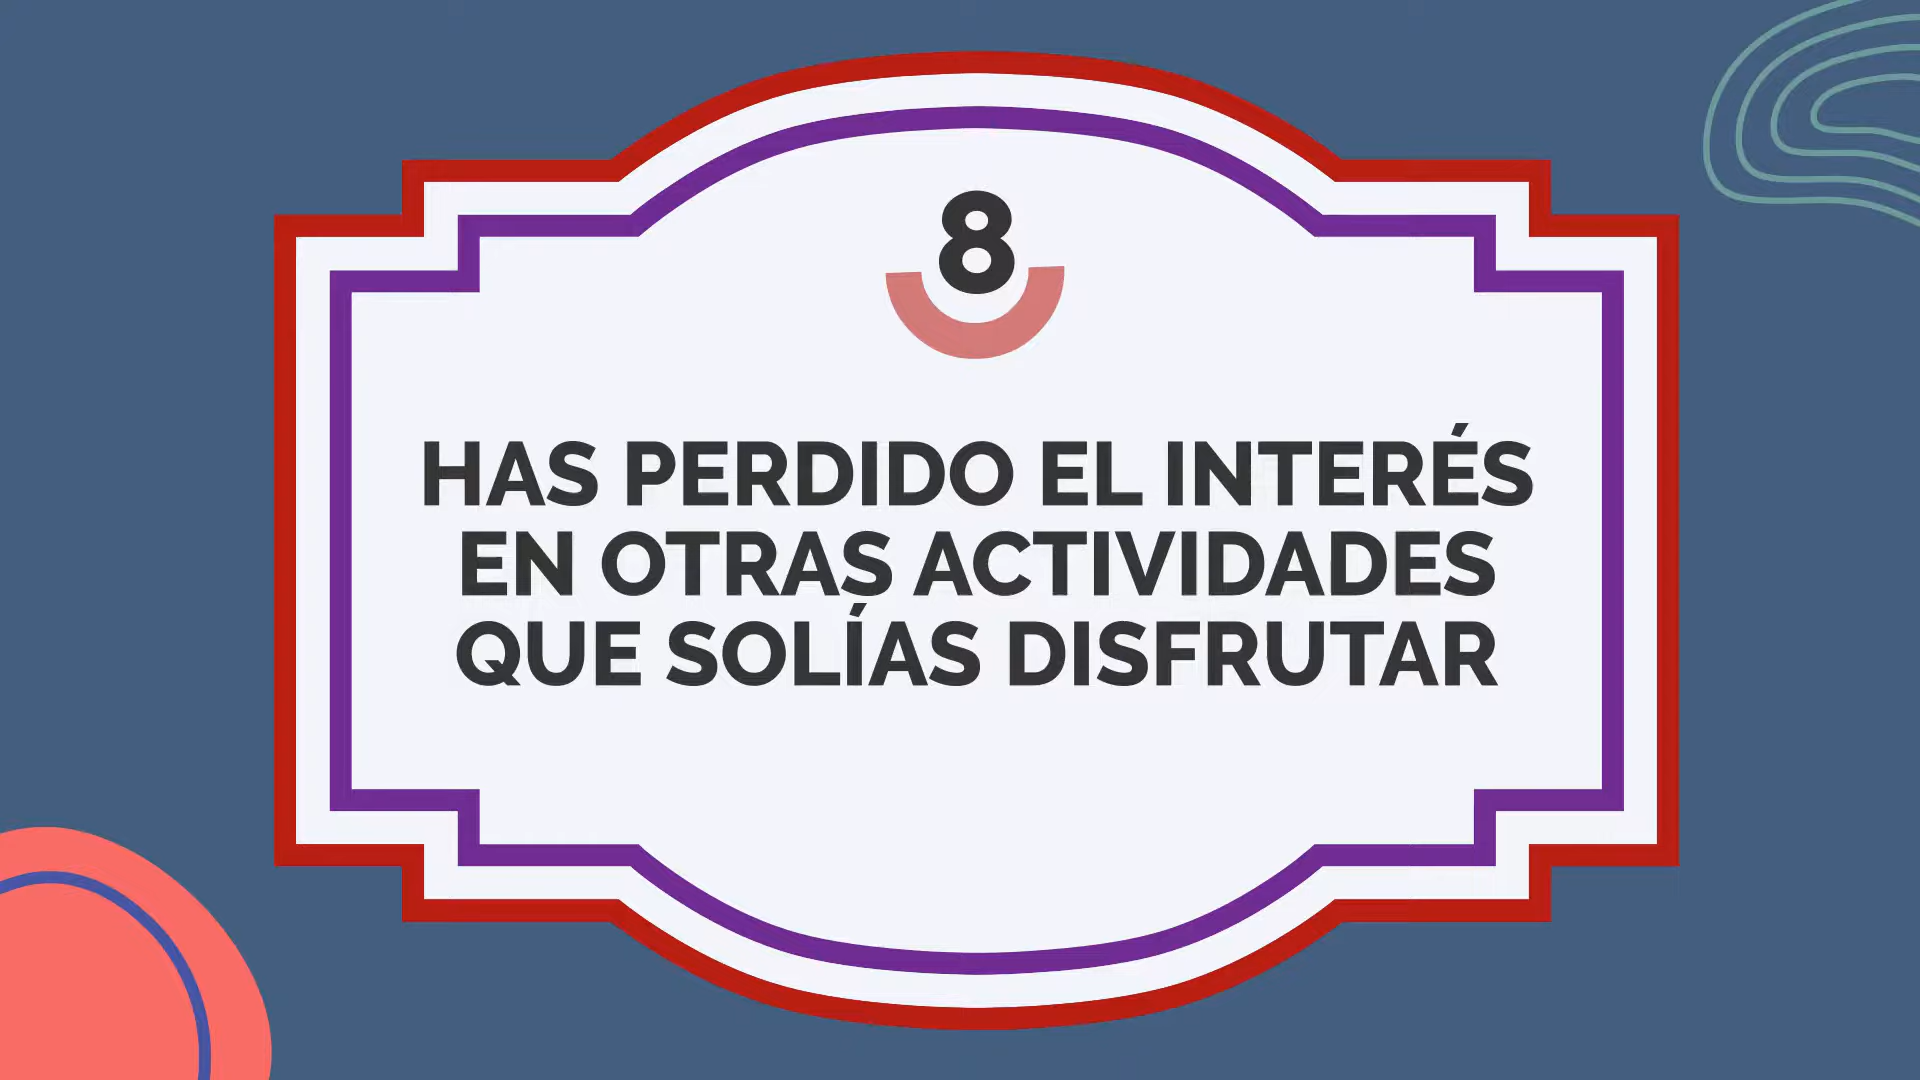 8
HAS PERDIDO EL INTERÉS
EN OTRAS ACTIVIDADES
QUE SOLÍAS DISFRUTAR